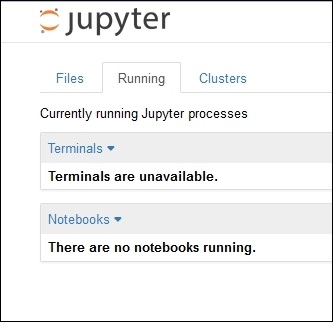 jupyter
Files Running Clusters
Currently running Jupyter processes
Terminals
Terminals are unavailable.
Notebooks
There are no notebooks running.